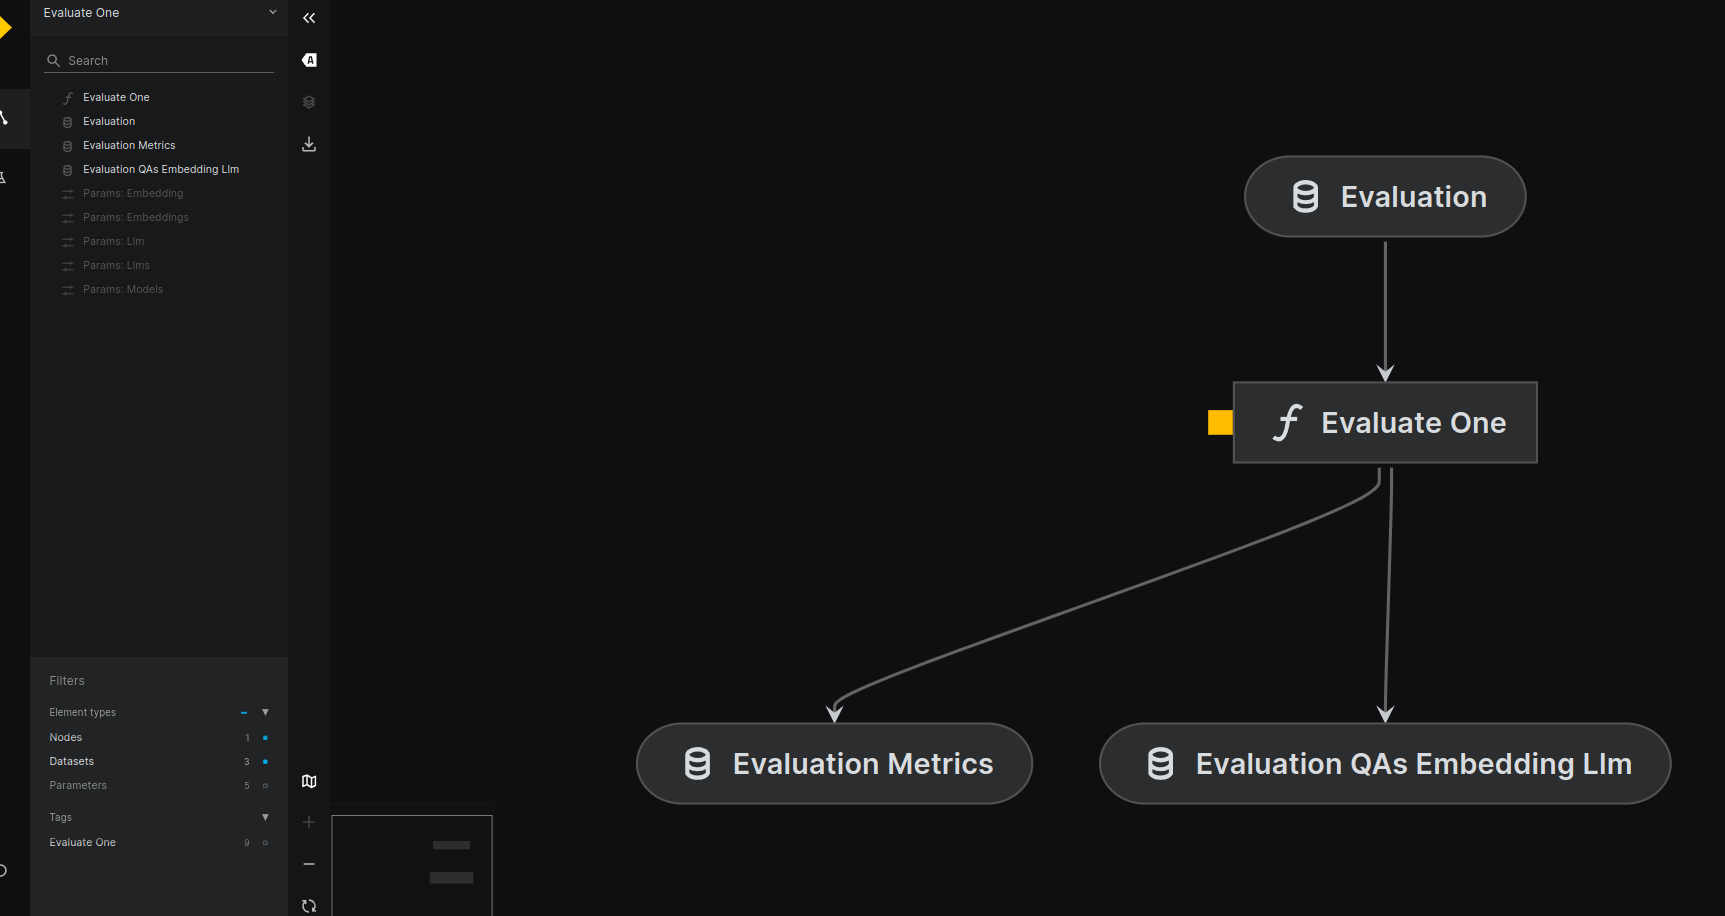 Evaluate One
Search
Evaluate One
Evaluation
Evaluation Metrics
Evaluation QAs Embedding Llm
Params: Embedding
Params: Embeddings
Params: Llm
Params: Llms
Params: Models
Filters
Element types
Nodes 1
Datasets 3
Parameters 5
Tags
Evaluate One 9
A
Evaluation
Evaluate One
Evaluation Metrics
Evaluation QAs Embedding Llm